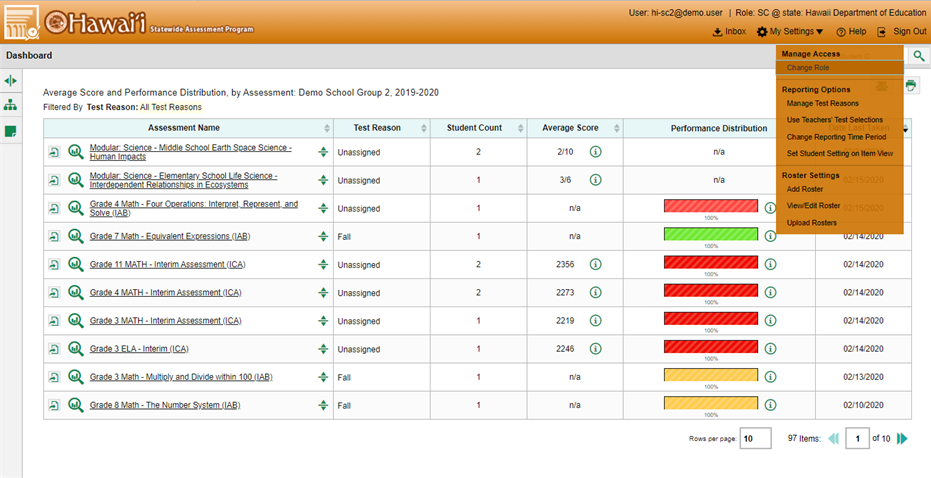 User: hi-sc2@demo.user | Role: SC @ state: Hawaii Department of Education
Hawai'i Statewide Assessment Program
Inbox My Settings Help Sign Out
Dashboard
Manage Access
Change Role
Reporting Options
Manage Test Reasons
Use Teachers' Test Selections
Change Reporting Time Period
Set Student Setting on Item View
Roster Settings
Add Roster
View/Edit Roster
Upload Rosters
Average Score and Performance Distribution, by Assessment: Demo School Group 2, 2019-2020
Filtered By Test Reason: All Test Reasons
Assessment Name Test Reason Student Count Average Score Performance Distribution Date Last Taken
Modular: Science - Middle School Earth Space Science -
Human Impacts
Unassigned 2 2/10 n/a
Modular: Science - Elementary School Life Science -
Interdependent Relationships in Ecosystems
Unassigned 1 3/6 n/a 02/15/2020
Grade 4 Math - Four Operations: Interpret, Represent, and
Solve (IAB)
Unassigned 1 n/a 100% 02/15/2020
Grade 7 Math - Equivalent Expressions (IAB) Fall 1 n/a 100% 02/14/2020
Grade 11 MATH - Interim Assessment (ICA) Unassigned 2 2356 100% 02/14/2020
Grade 4 MATH - Interim Assessment (ICA) Unassigned 2 2273 100% 02/14/2020
Grade 3 MATH - Interim Assessment (ICA) Unassigned 1 2219 100% 02/14/2020
Grade 3 ELA - Interim (ICA) Unassigned 1 2246 100% 02/14/2020
Grade 3 Math - Multiply and Divide within 100 (IAB) Fall 1 n/a 100% 02/13/2020
Grade 8 Math - The Number System (IAB) Fall 1 n/a 100% 02/10/2020
Rows per page: 10 97 Items: 1 of 10